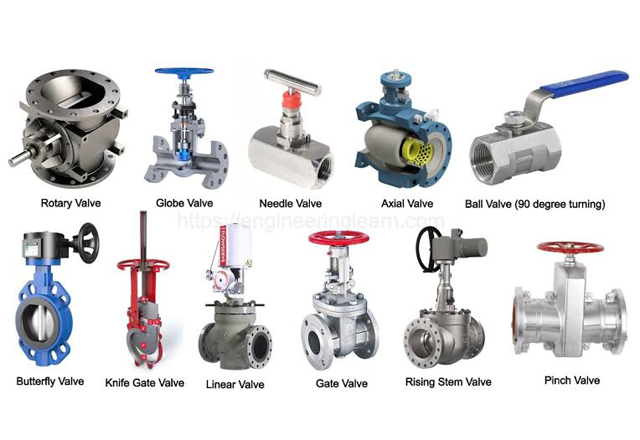 Rotary Valve
Globe Valve
Needle Valve
Axial Valve
Ball Valve (90 degree turning)
https://engineeringlearn.com
Butterfly Valve
Knife Gate Valve
Linear Valve
Gate Valve
Rising Stem Valve
Pinch Valve